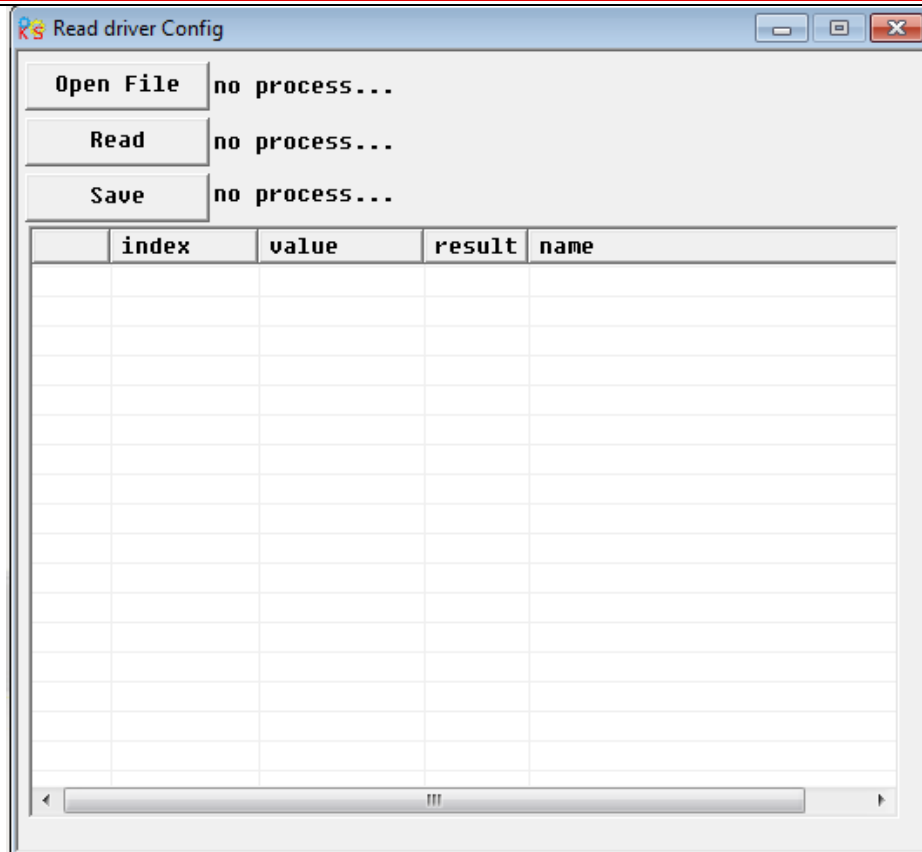 Read driver Config
Open File no process...
Read no process...
Save no process...
index value result name